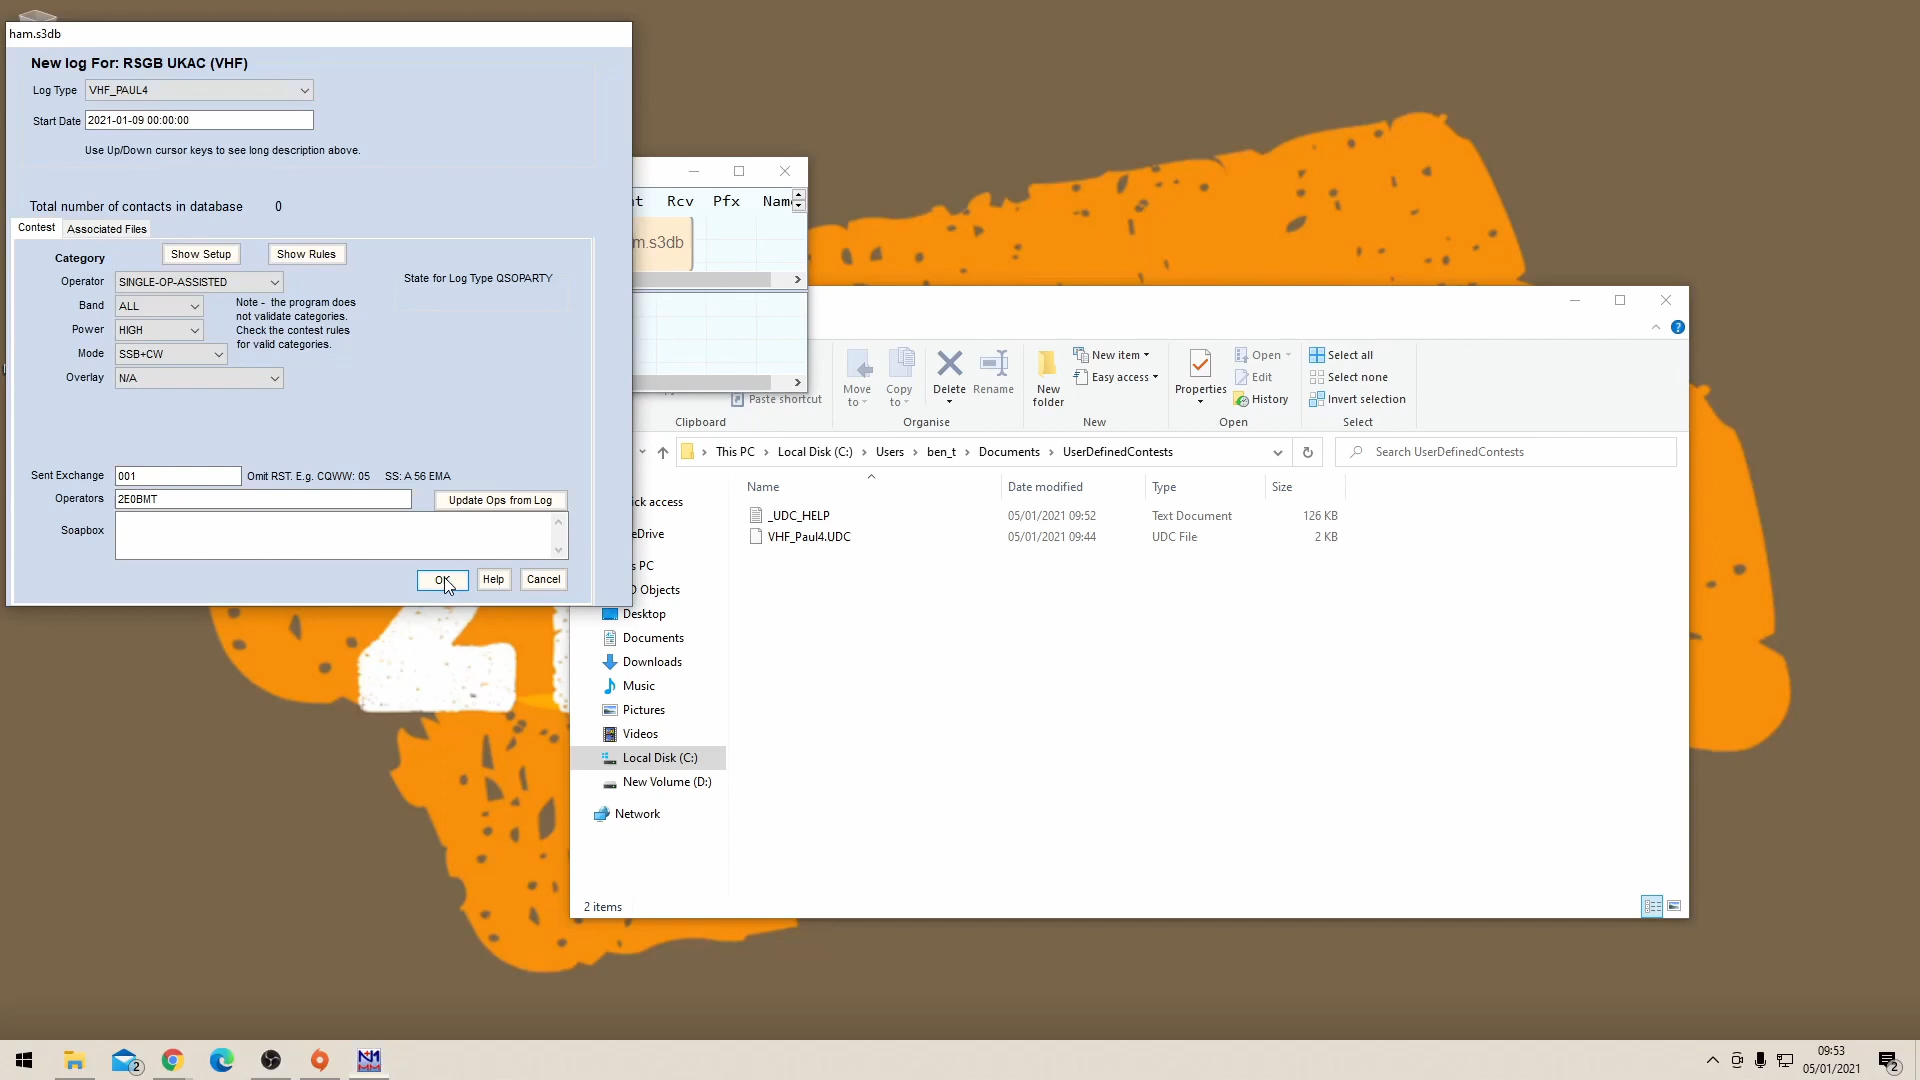 ham.s3db
New log For: RSGB UKAC (VHF)
Log Type VHF_PAUL4
Start Date 2021-01-09 00:00:00
Use Up/Down cursor keys to see long description above.
Total number of contacts in database 0
Contest Associated Files
Category Show Setup Show Rules
Operator SINGLE-OP-ASSISTED
State for Log Type QSOPARTY
Band ALL
Power HIGH
Mode SSB+CW
Overlay N/A
Note - the program does
not validate categories.
Check the contest rules
for valid categories.
Sent Exchange 001 Omit RST. E.g. CQWW: 05 SS: A 56 EMA
Operators 2E0BMT Update Ops from Log
Soapbox
OK Help Cancel
nt Rcv Pfx Name
m.s3db
Move to
Copy to
Delete
Rename
New folder
New item
Easy access
Properties
Open
Edit
History
Select all
Select none
Invert selection
Paste shortcut
Clipboard Organise New Open Select
This PC Local Disk (C:) Users ben_t Documents UserDefinedContests
Search UserDefinedContests
Name Date modified Type Size
_UDC_HELP 05/01/2021 09:52 Text Document 126 KB
VHF_Paul4.UDC 05/01/2021 09:44 UDC File 2 KB
ick access
eDrive
s PC
D Objects
Desktop
Documents
Downloads
Music
Pictures
Videos
Local Disk (C:)
New Volume (D:)
Network
2 items
2
09:53
05/01/2021
2